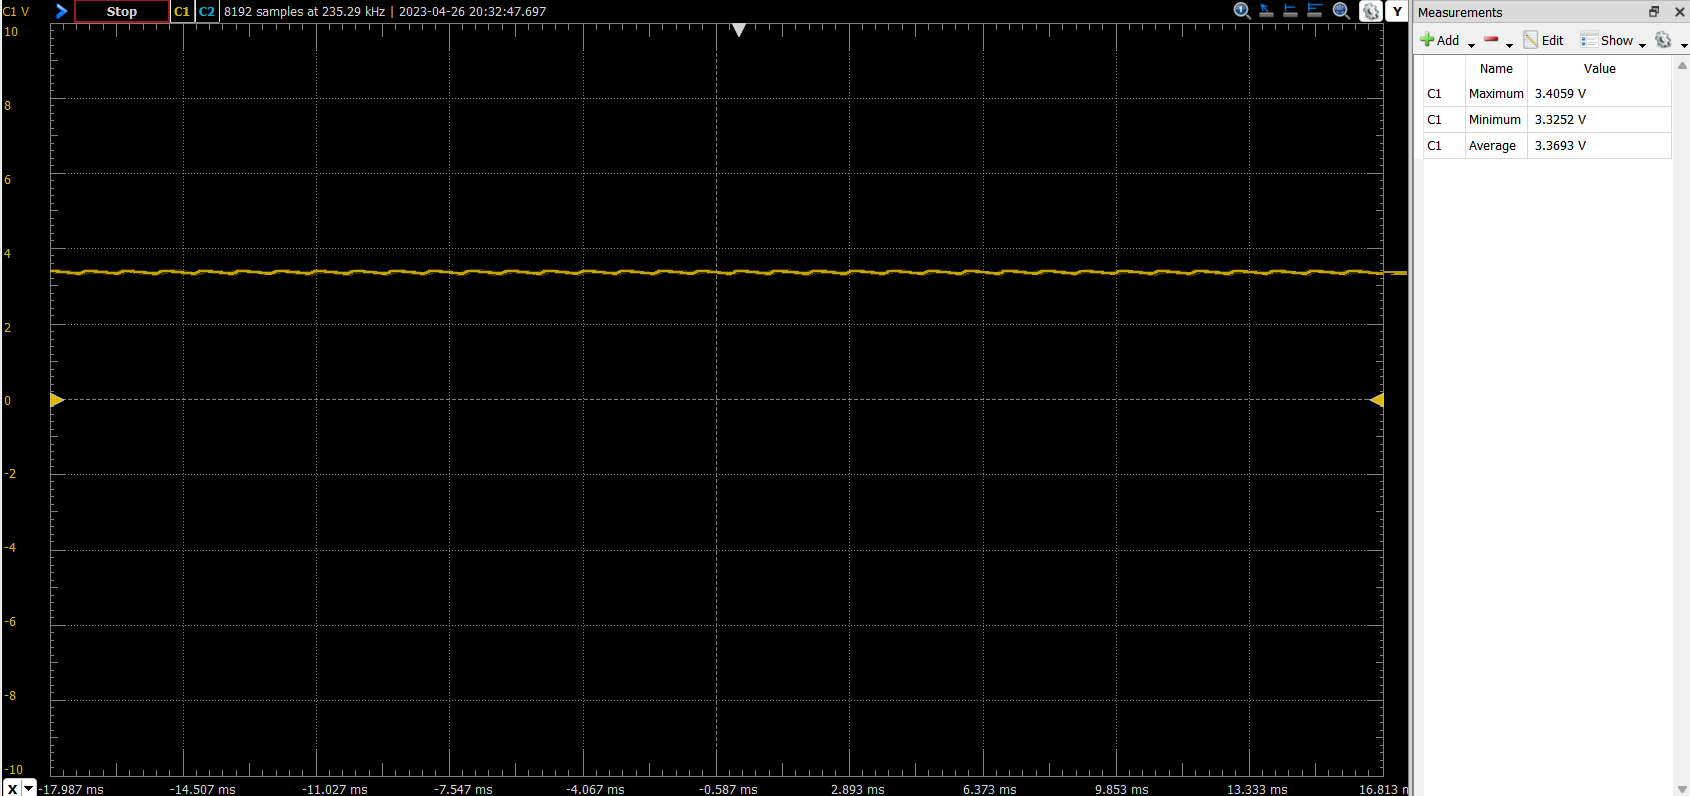 C1 V
Stop
C1 C2 8192 samples at 235.29 kHz | 2023-04-26 20:32:47.697
Y
10
8
6
4
2
0
-2
-4
-6
-8
-10
X -17.987 ms -14.507 ms -11.027 ms -7.547 ms -4.067 ms -0.587 ms 2.893 ms 6.373 ms 9.853 ms 13.333 ms 16.813 m
Measurements
Add Edit Show
Name Value
C1 Maximum 3.4059 V
C1 Minimum 3.3252 V
C1 Average 3.3693 V